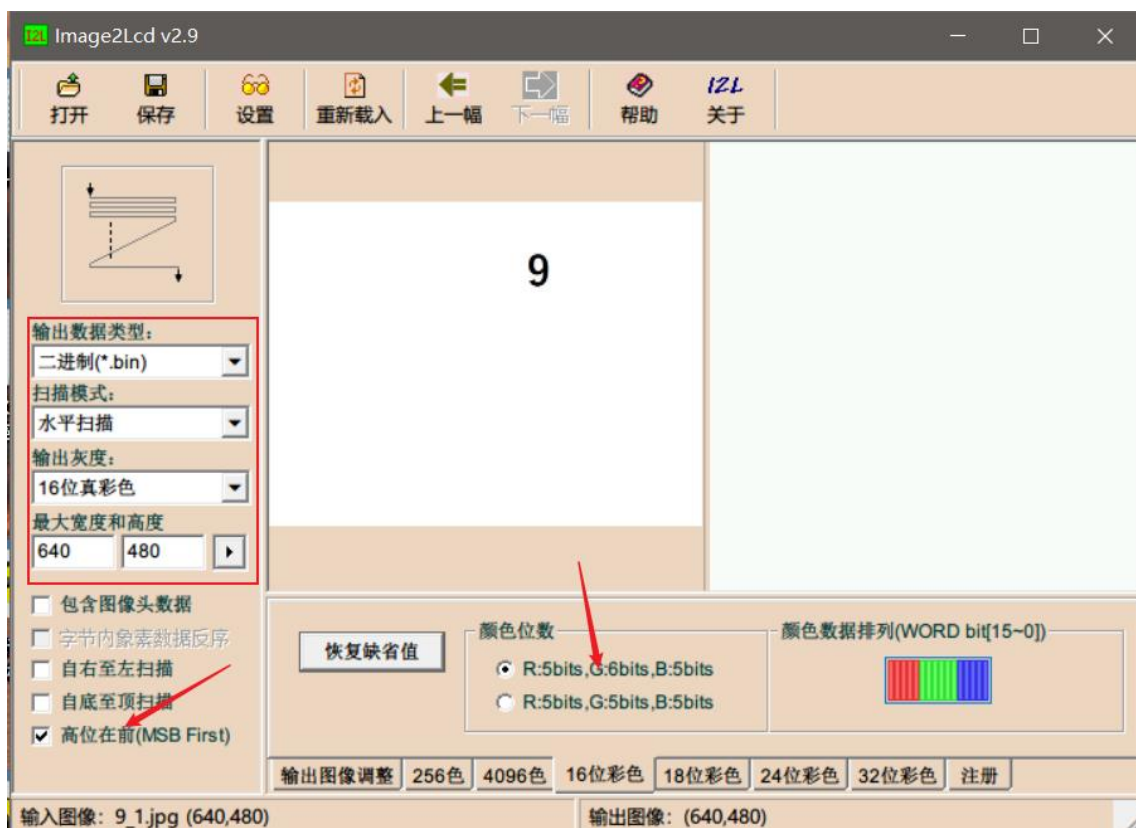 I2L Image2Lcd v2.9
打开 保存 设置 重新载入 上一幅 下一幅 帮助 I2L 关于
9
输出数据类型:
二进制(*.bin)
扫描模式:
水平扫描
输出灰度:
16位真彩色
最大宽度和高度
640 480
包含图像头数据
字节内象素数据反序
自右至左扫描
自底至顶扫描
高位在前(MSB First)
恢复缺省值
颜色位数
R:5bits,G:6bits,B:5bits
R:5bits,G:5bits,B:5bits
颜色数据排列(WORD bit[15~0])
输出图像调整 256色 4096色 16位彩色 18位彩色 24位彩色 32位彩色 注册
输入图像: 9_1.jpg (640,480) 输出图像: (640,480)